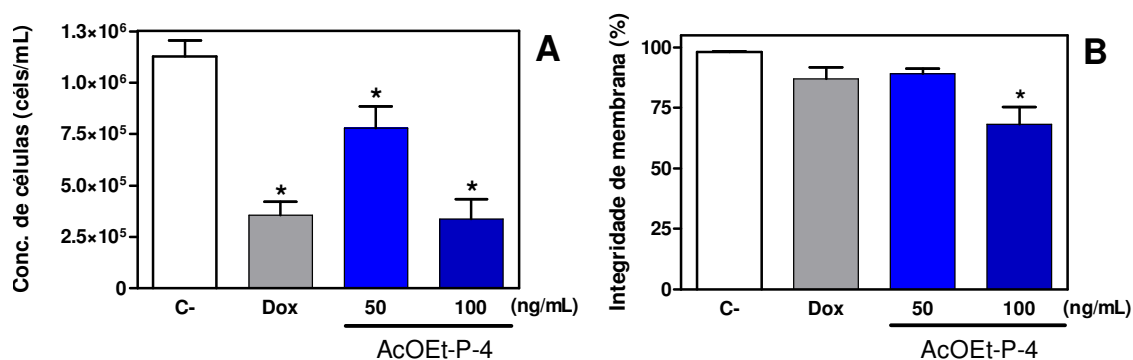 A
Conc. de células (céls/mL)
1.3×10⁶
1.0×10⁶
7.5×10⁵
5.0×10⁵
2.5×10⁵
0
*
*
*
C-
Dox
50
100
(ng/mL)
AcOEt-P-4
B
Integridade de membrana (%)
100
75
50
25
0
*
C-
Dox
50
100
(ng/mL)
AcOEt-P-4